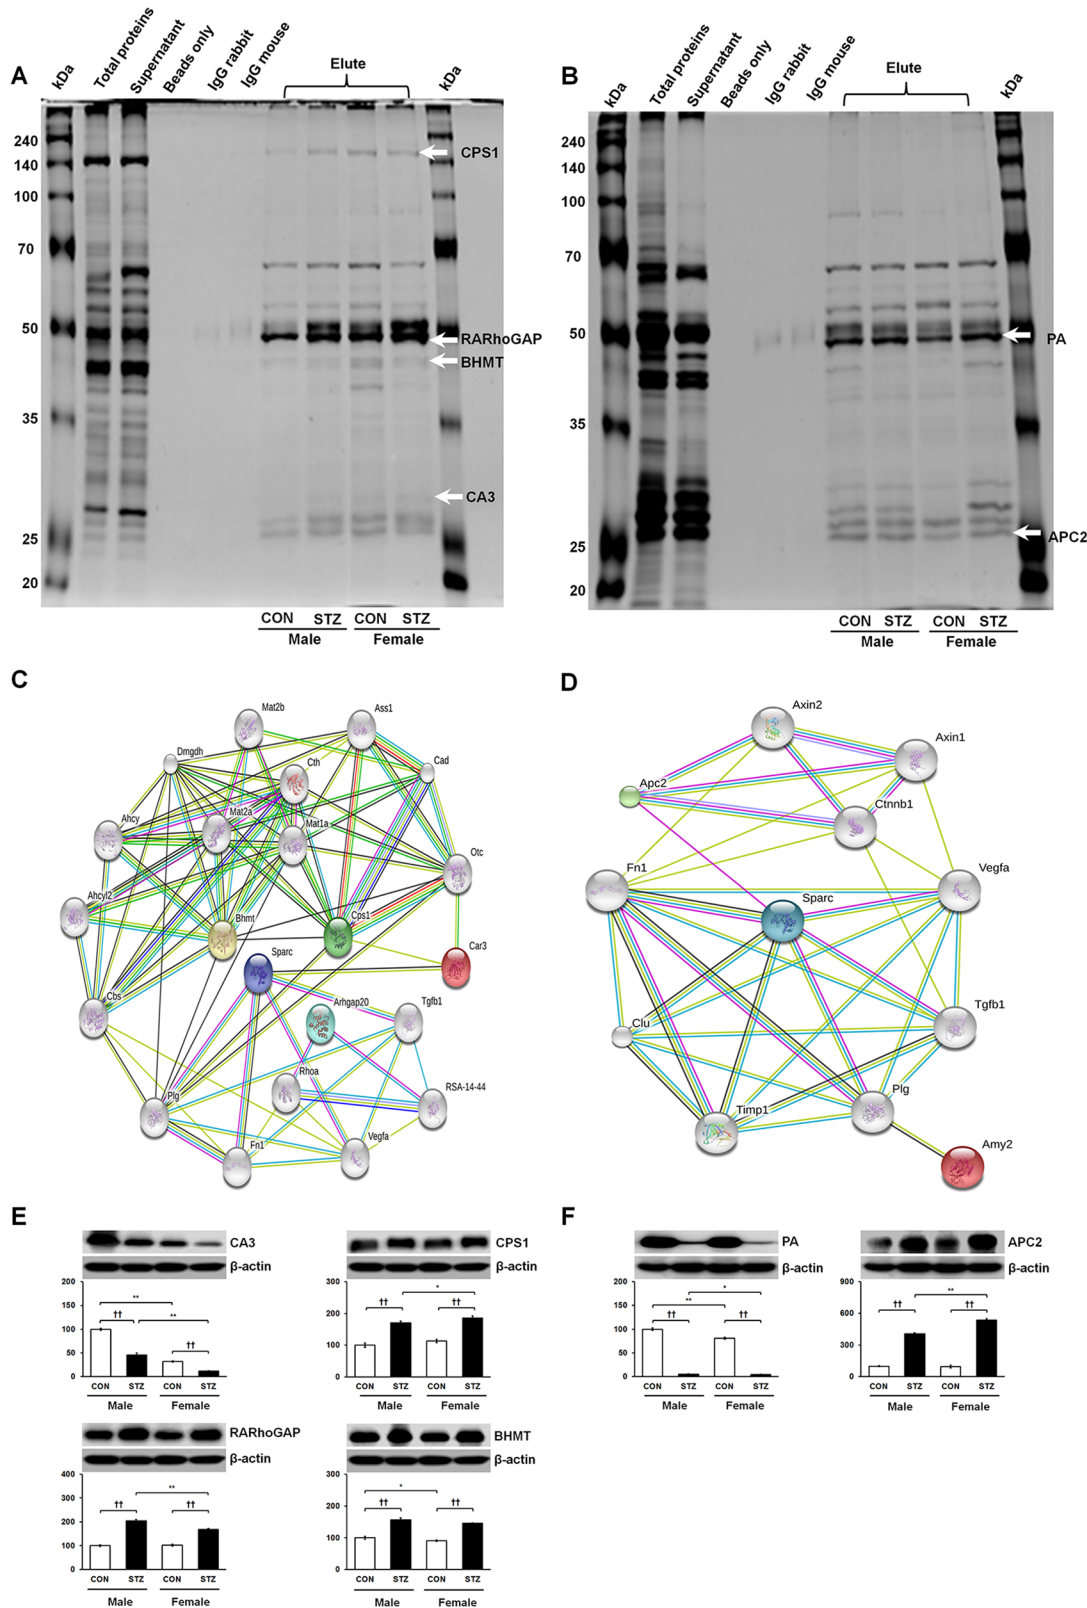 A
kDa
Total proteins
Supernatant
Beads only
IgG rabbit
IgG mouse
Elute
kDa
240
140
100
70
50
35
25
20
CPS1
RARhoGAP
BHMT
CA3
CON STZ CON STZ
Male Female
B
kDa
Total proteins
Supernatant
Beads only
IgG rabbit
IgG mouse
Elute
kDa
240
140
100
70
50
35
25
20
PA
APC2
CON STZ CON STZ
Male Female
C
Mat2b
Ass1
Dmgdh
Cth
Cad
Ahcy
Mat2a
Mat1a
Otc
Ahcyl2
Bhmt
Cps1
Sparc
Car3
Cbs
Arhgap20
Tgfb1
Rhoa
RSA-14-44
Plg
Fn1
Vegfa
D
Axin2
Axin1
Apc2
Ctnnb1
Fn1
Vegfa
Sparc
Clu
Tgfb1
Timp1
Plg
Amy2
E
CA3
β-actin
200
150
100
50
0
**
††
**
††
CON STZ CON STZ
Male Female
CPS1
β-actin
300
200
100
0
*
††
††
CON STZ CON STZ
Male Female
RARhoGAP
β-actin
400
300
200
100
0
**
††
††
CON STZ CON STZ
Male Female
BHMT
β-actin
300
200
100
0
*
††
††
CON STZ CON STZ
Male Female
F
PA
β-actin
200
150
100
50
0
*
**
††
††
CON STZ CON STZ
Male Female
APC2
β-actin
900
600
300
0
**
††
††
CON STZ CON STZ
Male Female